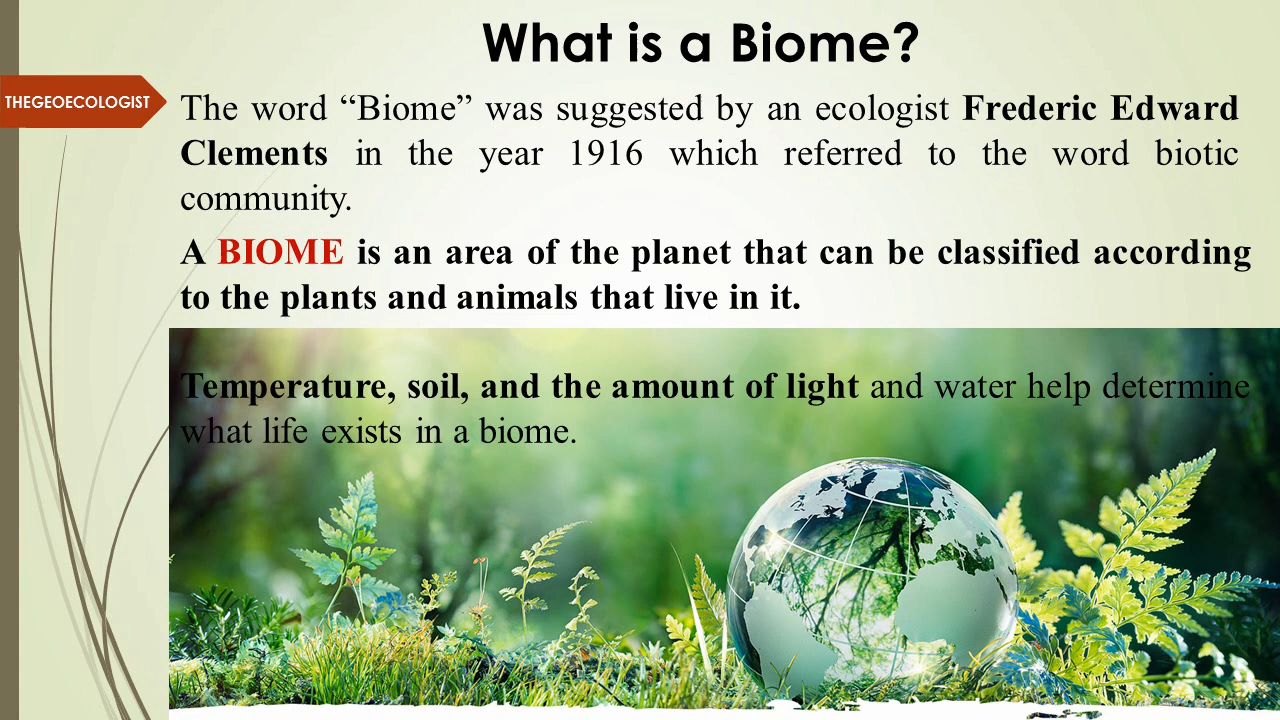 What is a Biome?
THEGEOECOLOGIST
The word “Biome” was suggested by an ecologist Frederic Edward
Clements in the year 1916 which referred to the word biotic
community.
A BIOME is an area of the planet that can be classified according
to the plants and animals that live in it.
Temperature, soil, and the amount of light and water help determine
what life exists in a biome.